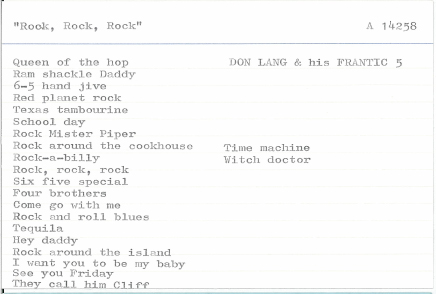 "Rook, Rock, Rock" A 14258
Queen of the hop DON LANG & his FRANTIC 5
Ram shackle Daddy
6-5 hand jive
Red planet rock
Texas tambourine
School day
Rock Mister Piper
Rock around the cookhouse Time machine
Rock-a-billy Witch doctor
Rock, rock, rock
Six five special
Four brothers
Come go with me
Rock and roll blues
Tequila
Hey daddy
Rock around the island
I want you to be my baby
See you Friday
They call him Cliff